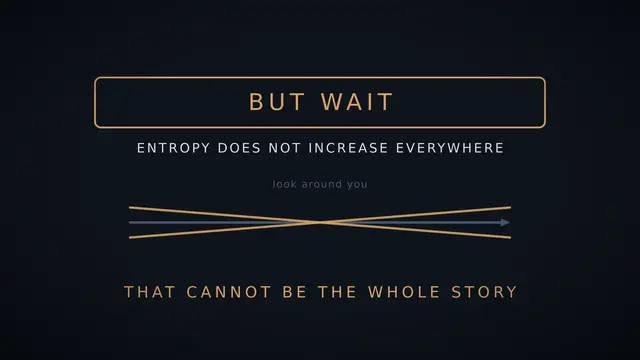 BUT WAIT
ENTROPY DOES NOT INCREASE EVERYWHERE
look around you
THAT CANNOT BE THE WHOLE STORY